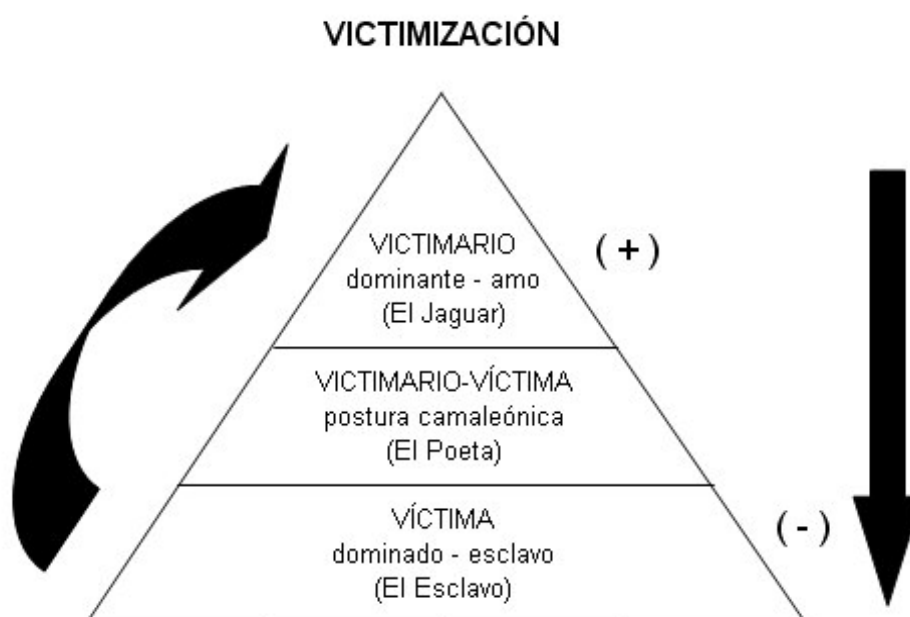 VICTIMIZACIÓN
VICTIMARIO
dominante - amo
(El Jaguar)
(+)
VICTIMARIO-VÍCTIMA
postura camaleónica
(El Poeta)
VÍCTIMA
dominado - esclavo
(El Esclavo)
(-)